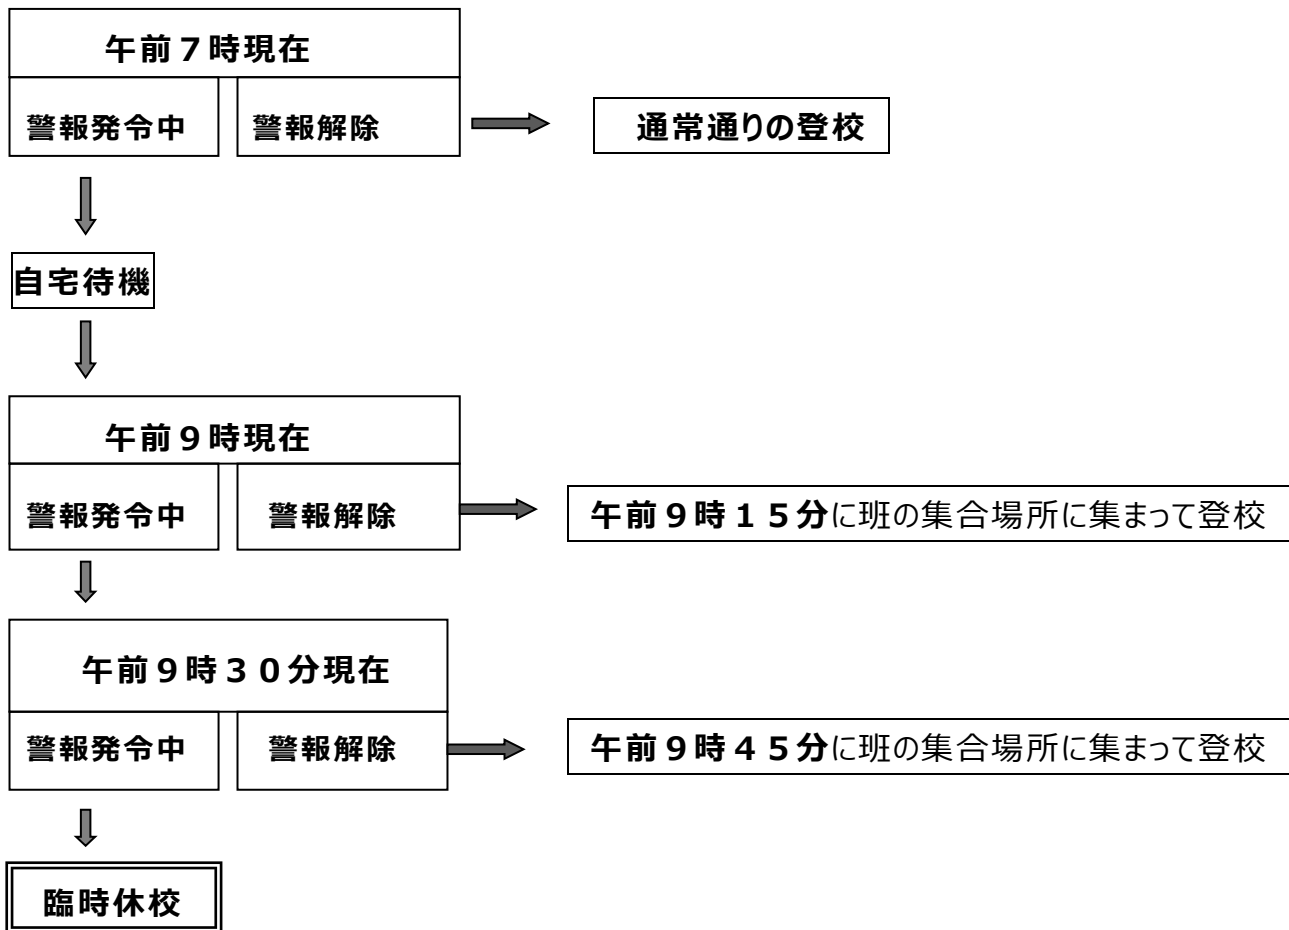 午前７時現在
警報発令中
警報解除
通常通りの登校
自宅待機
午前９時現在
警報発令中
警報解除
午前９時１５分に班の集合場所に集まって登校
午前９時３０分現在
警報発令中
警報解除
午前９時４５分に班の集合場所に集まって登校
臨時休校